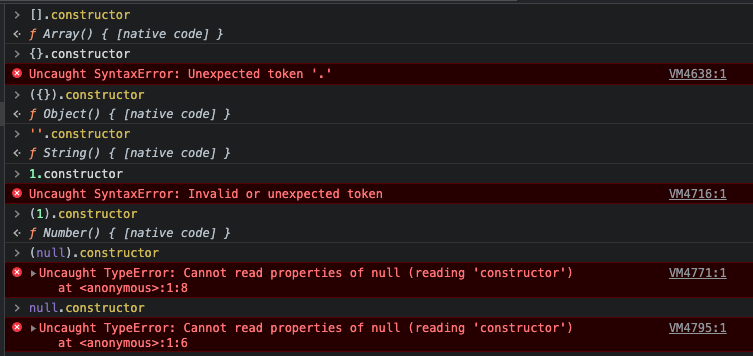 > [].constructor
<· ƒ Array() { [native code] }
> {}.constructor
Uncaught SyntaxError: Unexpected token '.' VM4638:1
> ({}).constructor
<· ƒ Object() { [native code] }
> ''.constructor
<· ƒ String() { [native code] }
> 1.constructor
Uncaught SyntaxError: Invalid or unexpected token VM4716:1
> (1).constructor
<· ƒ Number() { [native code] }
> (null).constructor
▶Uncaught TypeError: Cannot read properties of null (reading 'constructor') VM4771:1
at <anonymous>:1:8
> null.constructor
▶Uncaught TypeError: Cannot read properties of null (reading 'constructor') VM4795:1
at <anonymous>:1:6